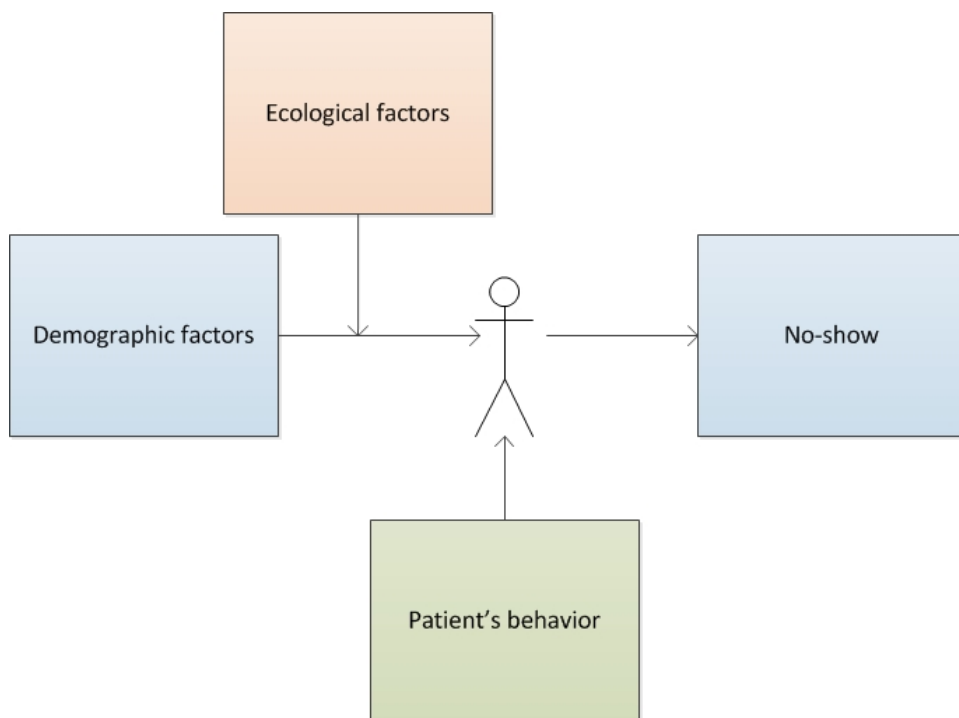 Ecological factors
Demographic factors
No-show
Patient's behavior